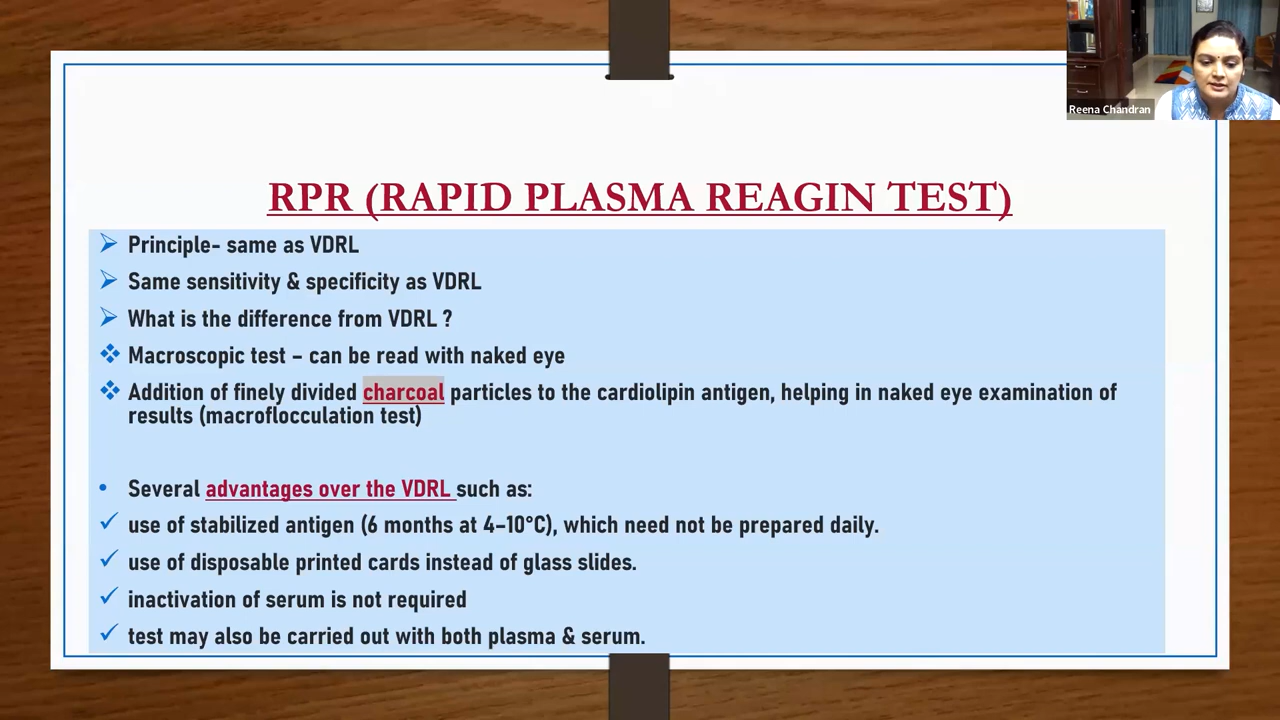 Reena Chandran
RPR (RAPID PLASMA REAGIN TEST)
Principle- same as VDRL
Same sensitivity & specificity as VDRL
What is the difference from VDRL ?
Macroscopic test – can be read with naked eye
Addition of finely divided charcoal particles to the cardiolipin antigen, helping in naked eye examination of
results (macroflocculation test)
Several advantages over the VDRL such as:
use of stabilized antigen (6 months at 4–10°C), which need not be prepared daily.
use of disposable printed cards instead of glass slides.
inactivation of serum is not required
test may also be carried out with both plasma & serum.